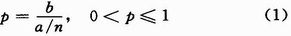 p = b/(a/n),  0 < p ⩽ 1  (1)